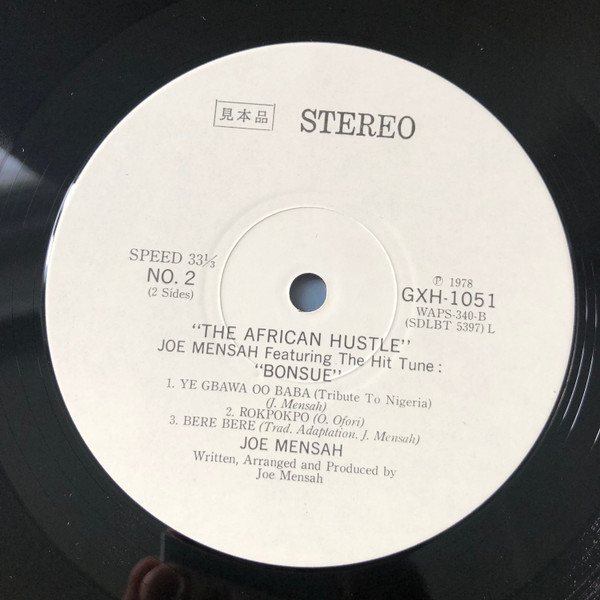 見本品 STEREO
SPEED 33⅓
NO. 2
(2 Sides)
Ⓟ 1978
GXH-1051
WAPS-340-B
(SDLBT 5397) L
"THE AFRICAN HUSTLE"
JOE MENSAH Featuring The Hit Tune:
"BONSUE"
1. YE GBAWA OO BABA (Tribute To Nigeria)
(J. Mensah)
2. ROKPOKPO (O. Ofori)
3. BERE BERE (Trad. Adaptation, J. Mensah)
JOE MENSAH
Written, Arranged and Produced by
Joe Mensah